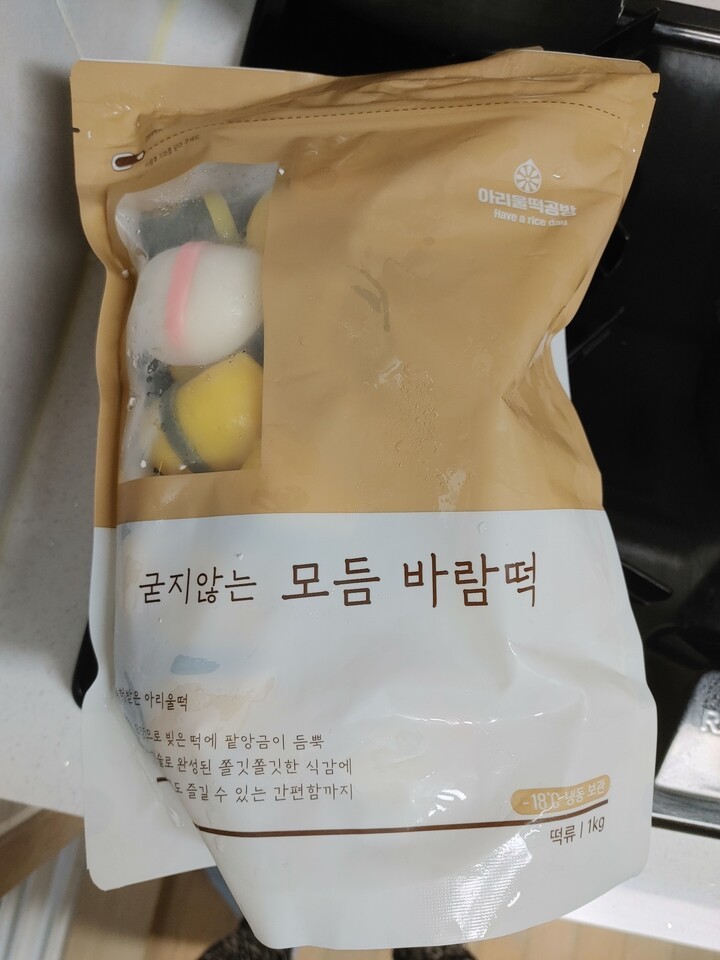 아리울떡공방
Have a rice day
굳지않는 모듬 바람떡
받은 아리울떡
빚은 떡에 팥앙금이 듬뿍
완성된 쫄깃쫄깃한 식감에
도 즐길 수 있는 간편함까지
-18℃ 냉동 보관
떡류 | 1kg